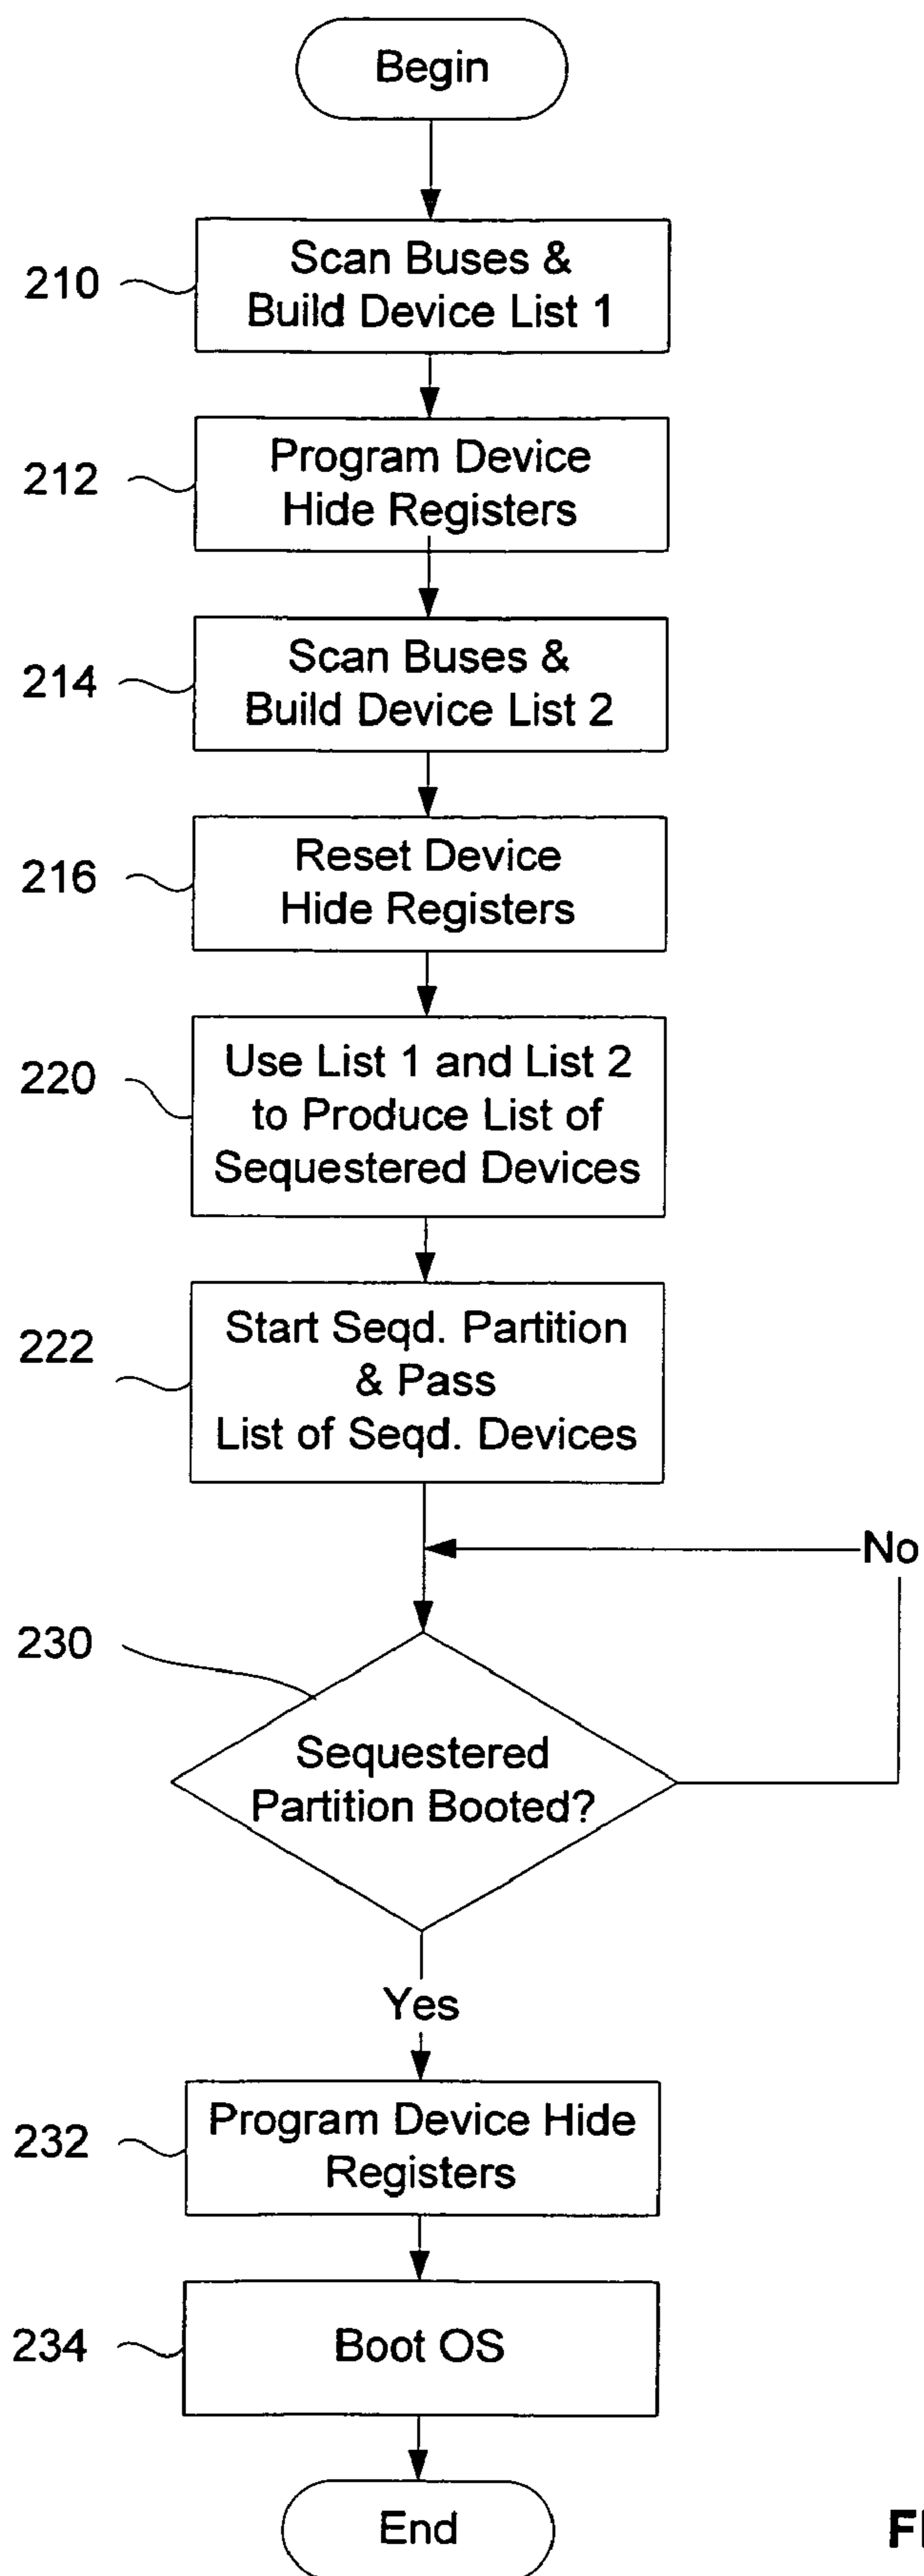 Begin
210
Scan Buses &
Build Device List 1
212
Program Device
Hide Registers
214
Scan Buses &
Build Device List 2
216
Reset Device
Hide Registers
220
Use List 1 and List 2
to Produce List of
Sequestered Devices
222
Start Seqd. Partition
& Pass
List of Seqd. Devices
No
230
Sequestered
Partition Booted?
Yes
232
Program Device Hide
Registers
234
Boot OS
End